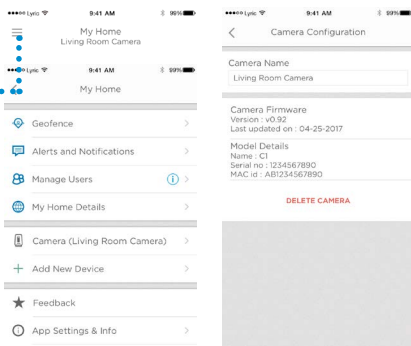 Lyric 9:41 AM 99%
My Home
Living Room Camera
Lyric 9:41 AM 99%
My Home
Geofence
Alerts and Notifications
Manage Users
My Home Details
Camera (Living Room Camera)
Add New Device
Feedback
App Settings & Info
Lyric 9:41 AM 99%
Camera Configuration
Camera Name
Living Room Camera
Camera Firmware
Version : v0.92
Last updated on : 04-25-2017
Model Details
Name : C1
Serial no : 1234567890
MAC id : AB1234567890
DELETE CAMERA